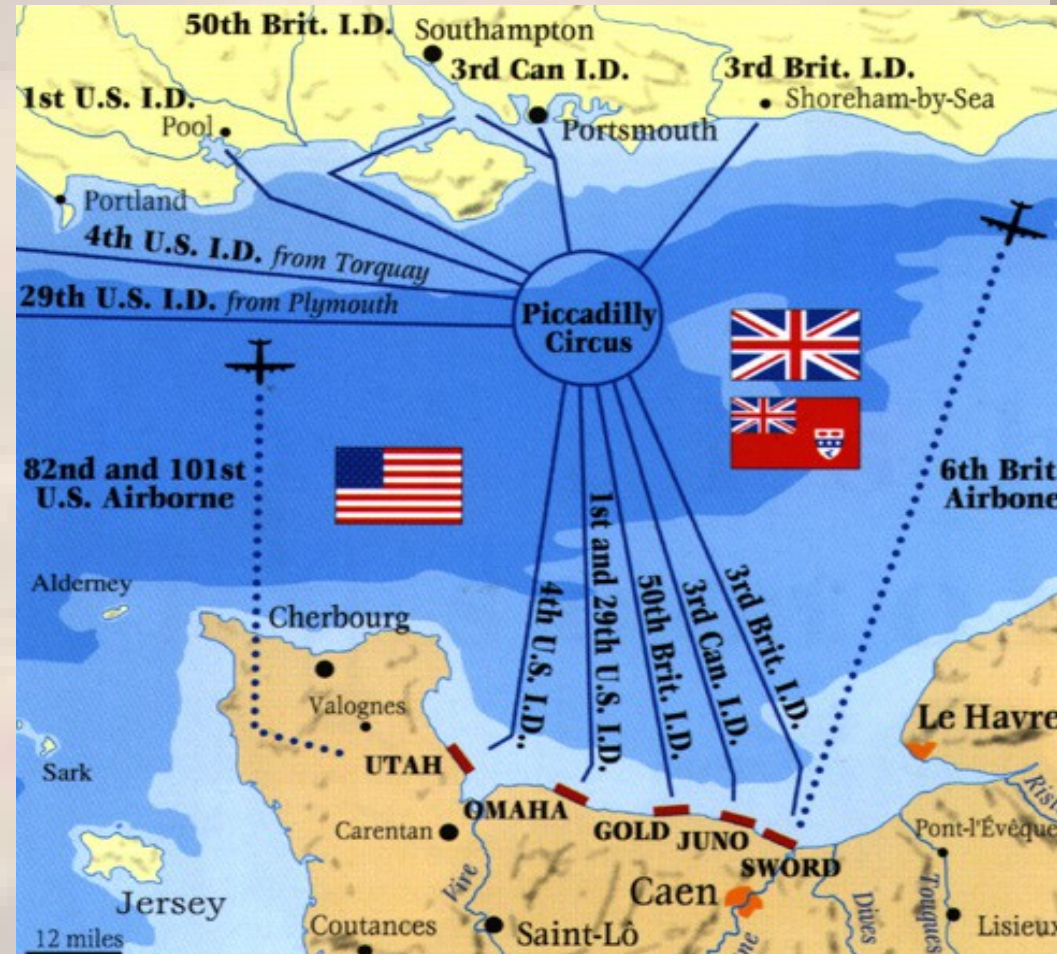 50th Brit. I.D.
Southampton
3rd Can I.D.
3rd Brit. I.D.
1st U.S. I.D.
Pool
Portsmouth
Shoreham-by-Sea
Portland
4th U.S. I.D. from Torquay
29th U.S. I.D. from Plymouth
Piccadilly
Circus
82nd and 101st
U.S. Airborne
6th Brit
Airbone
4th U.S. I.D.,
1st and 29th U.S. I.D.
50th Brit. I.D.
3rd Can. I.D.
3rd Brit. I.D.
Alderney
Cherbourg
Valognes
Le Havre
Sark
UTAH
OMAHA
GOLD
JUNO
SWORD
Carentan
Pont-l'Évêque
Jersey
Vire
Caen
Dives
Touques
Lisieux
Coutances
Saint-Lô
12 miles